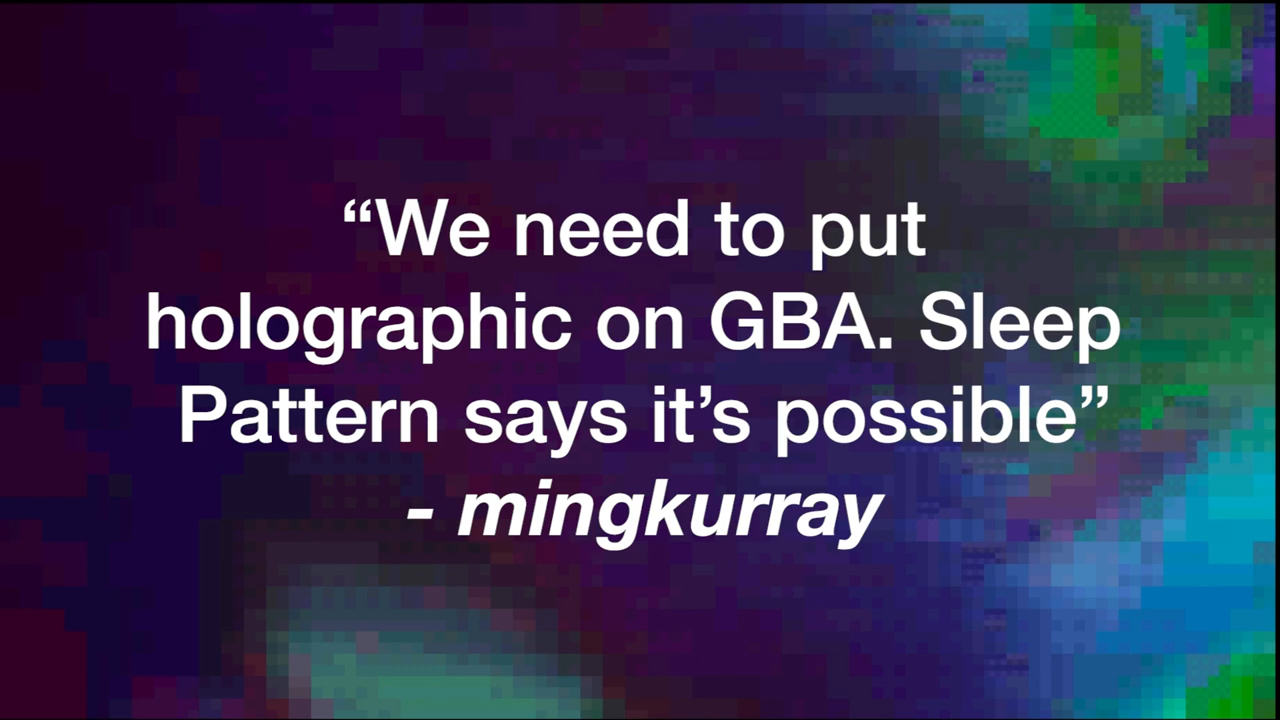 “We need to put
holographic on GBA. Sleep
Pattern says it’s possible”
- mingkurray